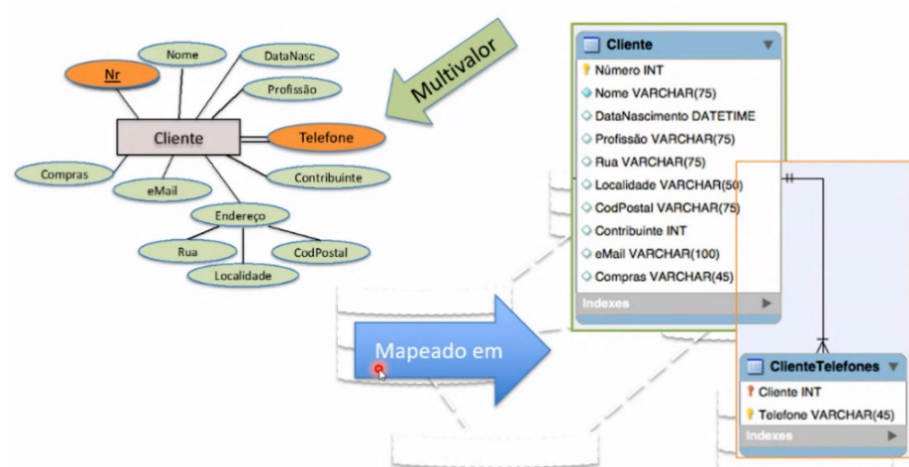 Nome
DataNasc
Nr
Profissão
Multivalor
Cliente
Telefone
Compras
eMail
Contribuinte
Endereço
Rua
CodPostal
Localidade
Mapeado em
Cliente
Número INT
Nome VARCHAR(75)
DataNascimento DATETIME
Profissão VARCHAR(75)
Rua VARCHAR(75)
Localidade VARCHAR(50)
CodPostal VARCHAR(75)
Contribuinte INT
eMail VARCHAR(100)
Compras VARCHAR(45)
Indexes
ClienteTelefones
Cliente INT
Telefone VARCHAR(45)
Indexes